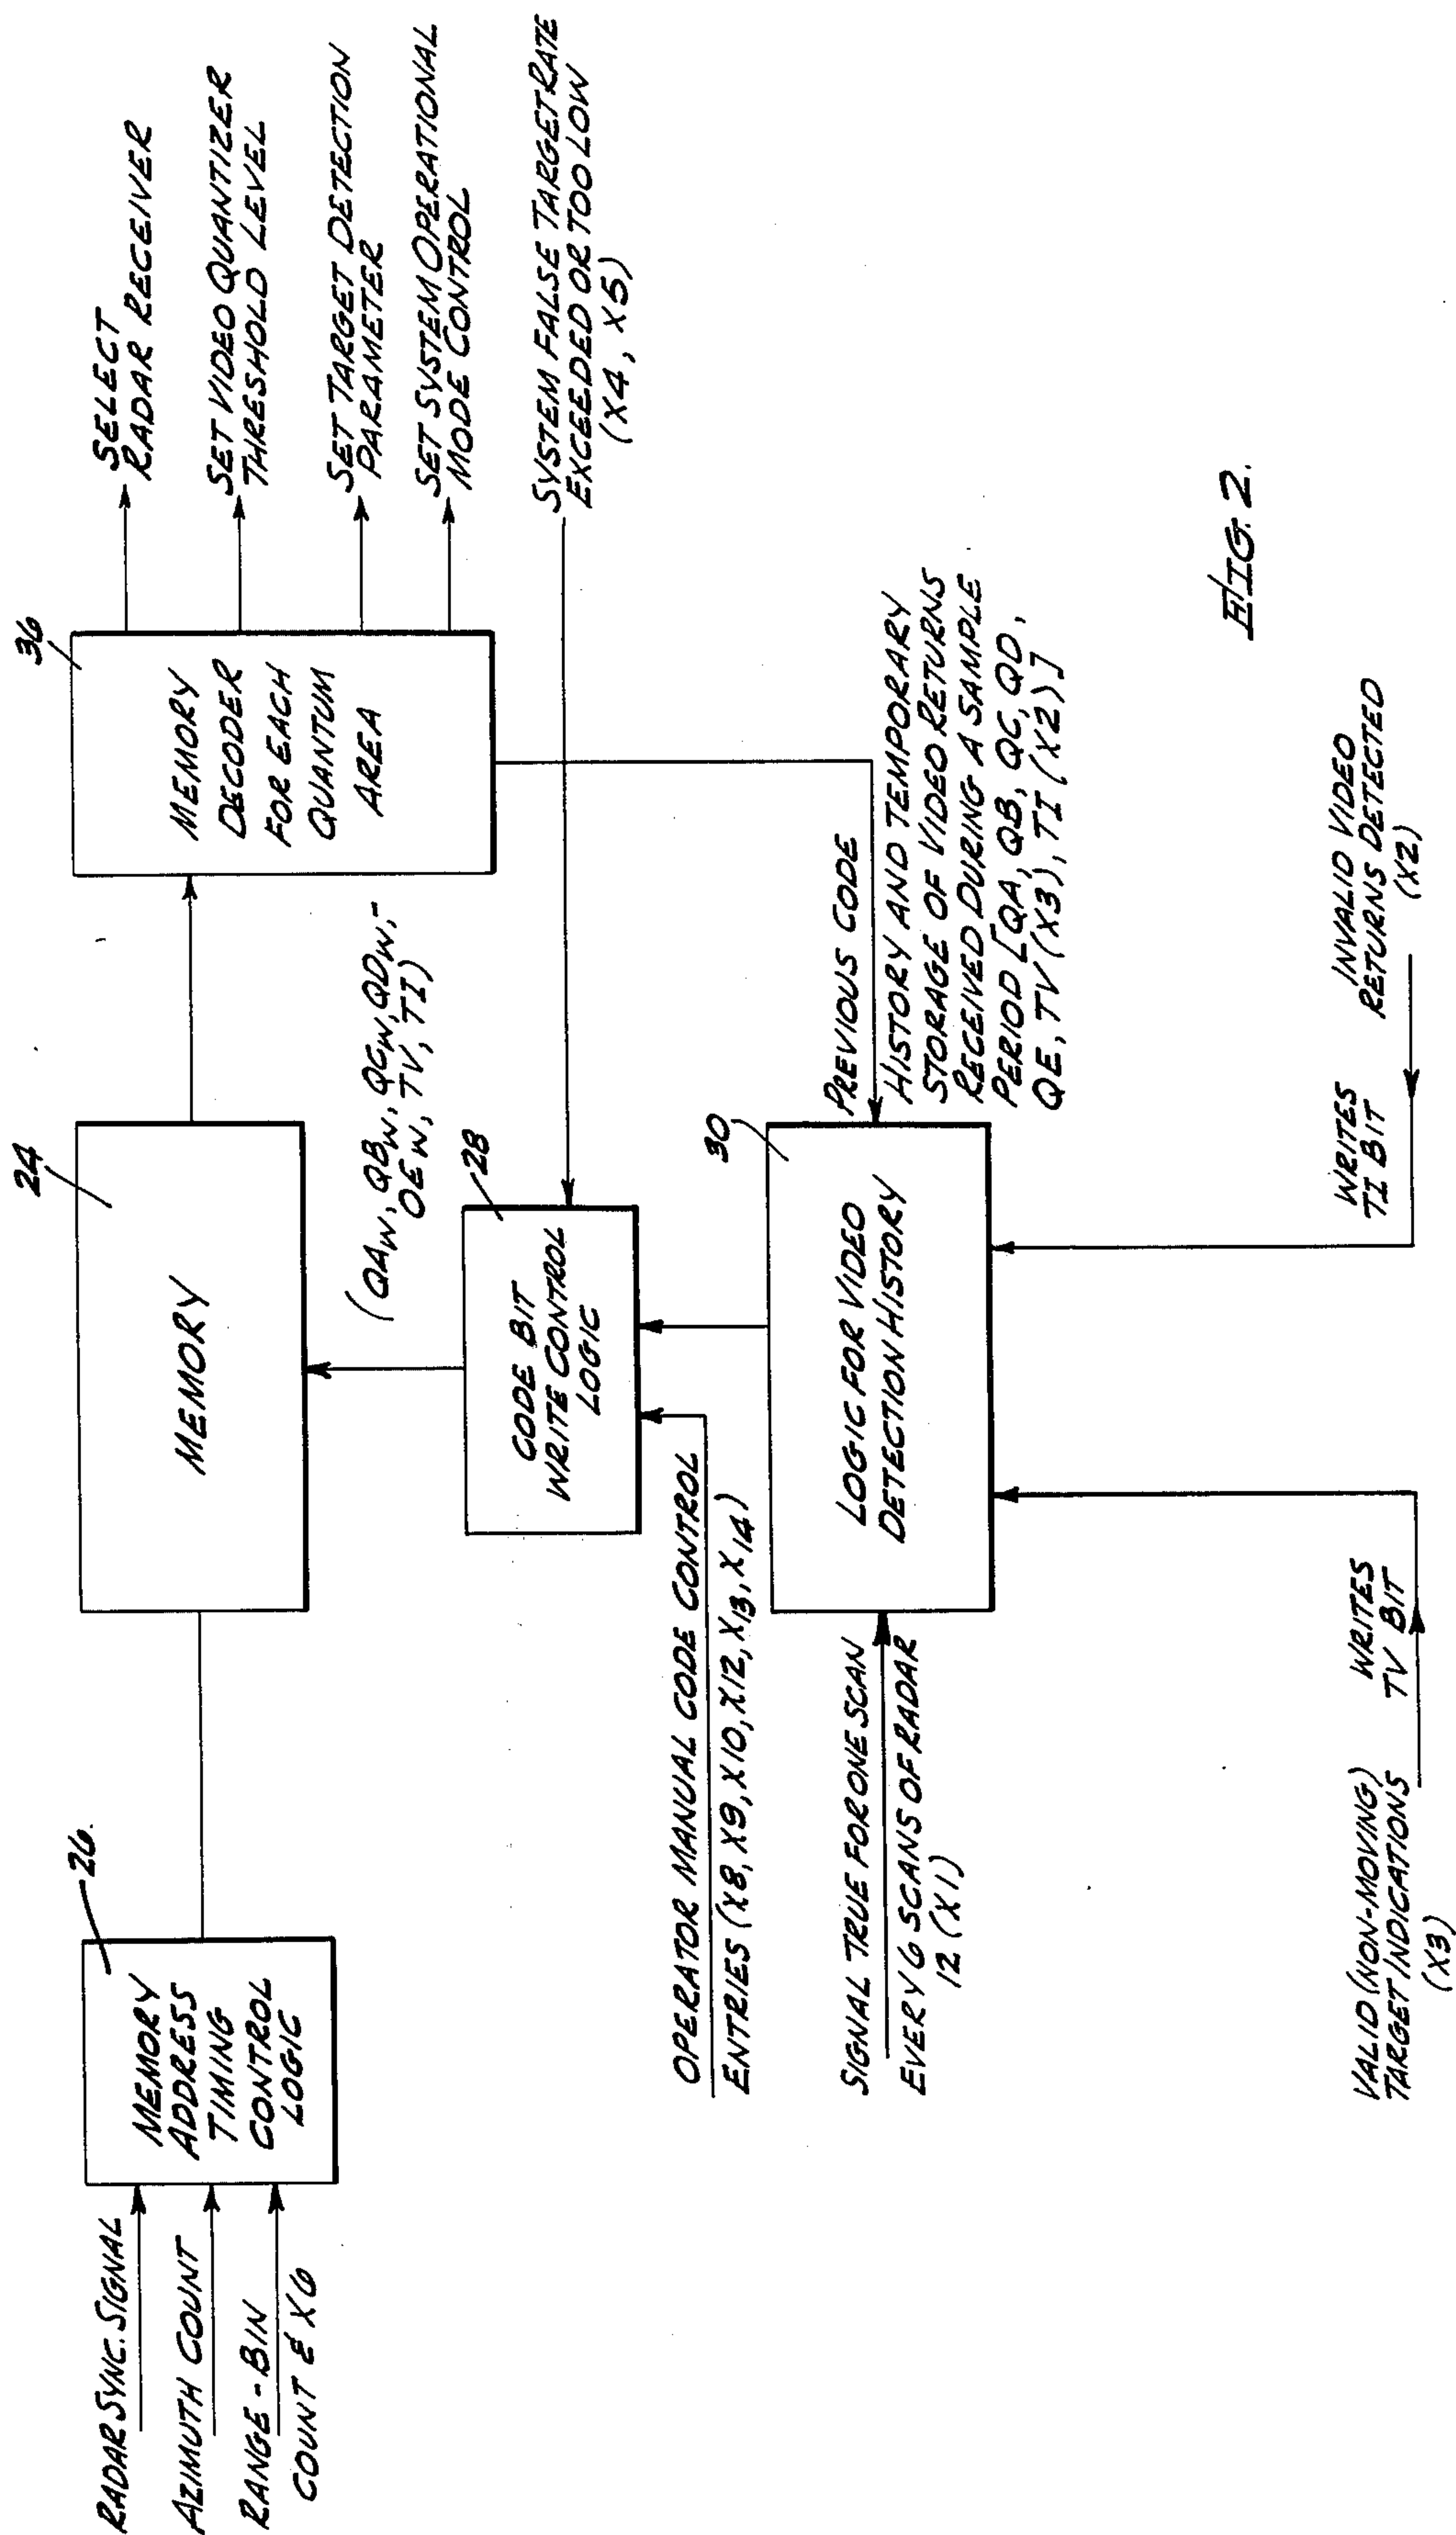 RADAR SYNC. SIGNAL
AZIMUTH COUNT
RANGE-BIN
COUNT & X6
26.
MEMORY
ADDRESS
TIMING
CONTROL
LOGIC
24
MEMORY
36
MEMORY
DECODER
FOR EACH
QUANTUM
AREA
SELECT
RADAR RECEIVER
SET VIDEO QUANTIZER
THRESHOLD LEVEL
SET TARGET DETECTION
PARAMETER
SET SYSTEM OPERATIONAL
MODE CONTROL
SYSTEM FALSE TARGET RATE
EXCEEDED OR TOO LOW
(X4, X5)
(QAW, QBW, QCW, QDW,-
OEW, TV, TI)
28
CODE BIT
WRITE CONTROL
LOGIC
OPERATOR MANUAL CODE CONTROL
ENTRIES (X8, X9, X10, X12, X13, X14)
30
LOGIC FOR VIDEO
DETECTION HISTORY
SIGNAL TRUE FOR ONE SCAN
EVERY 6 SCANS OF RADAR
12 (X1)
PREVIOUS CODE
HISTORY AND TEMPORARY
STORAGE OF VIDEO RETURNS
RECEIVED DURING A SAMPLE
PERIOD [QA, QB, QC, QD,
QE, TV (X3), TI (X2)]
VALID (NON-MOVING)
TARGET INDICATIONS
(X3)
WRITES
TV BIT
WRITES
TI BIT
INVALID VIDEO
RETURNS DETECTED
(X2)
FIG. 2.